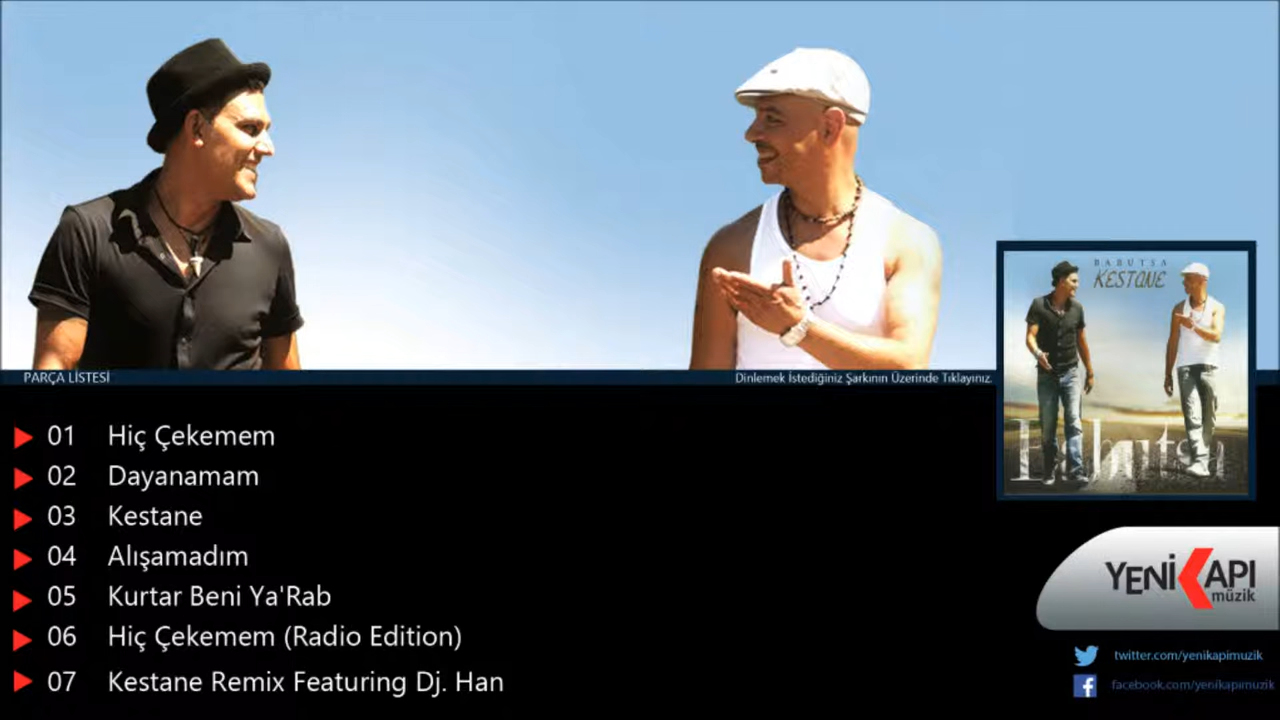 BABUTSA
KESTANE
Babutsa
PARÇA LİSTESİ
Dinlemek İstediğiniz Şarkının Üzerinde Tıklayınız.
01 Hiç Çekemem
02 Dayanamam
03 Kestane
04 Alışamadım
05 Kurtar Beni Ya'Rab
06 Hiç Çekemem (Radio Edition)
07 Kestane Remix Featuring Dj. Han
YENİKAPI
müzik
twitter.com/yenikapimuzik
facebook.com/yenikapimuzik